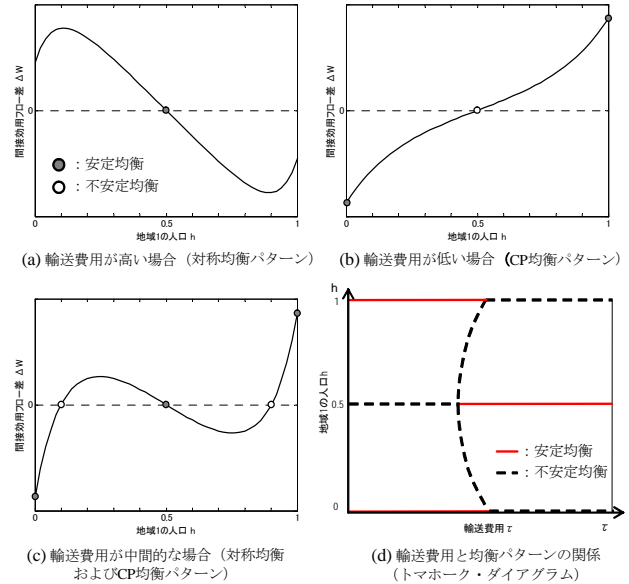 間接効用フロー差 ΔW
0
● : 安定均衡
○ : 不安定均衡
0 0.5 1
地域1の人口 h
(a) 輸送費用が高い場合（対称均衡パターン）
間接効用フロー差 ΔW
0
0 0.5 1
地域1の人口 h
(b) 輸送費用が低い場合（CP均衡パターン）
間接効用フロー差 ΔW
0
0 0.5 1
地域1の人口 h
(c) 輸送費用が中間的な場合（対称均衡
およびCP均衡パターン）
h
1
0.5
0
地域1の人口h
: 安定均衡
: 不安定均衡
輸送費用 τ
τ
(d) 輸送費用と均衡パターンの関係
（トマホーク・ダイアグラム）